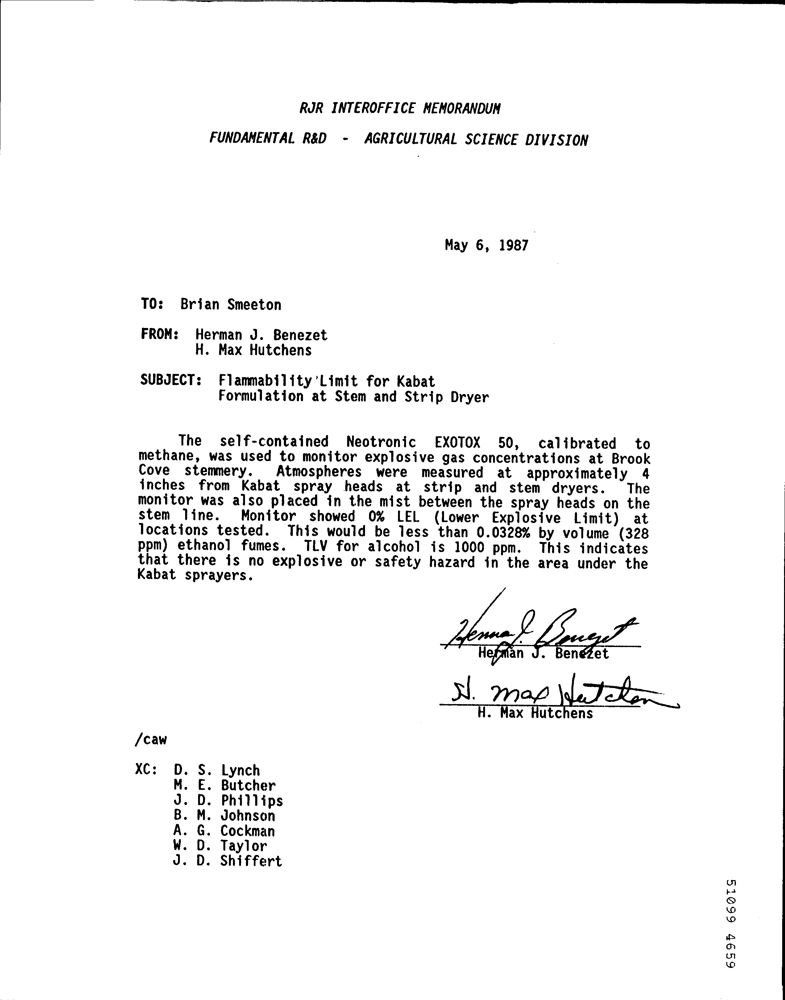 RJR INTEROFFICE MEMORANDUM
FUNDAMENTAL R&D - AGRICULTURAL SCIENCE DIVISION
May 6, 1987
TO: Brian Smeeton
FROM: Herman J. Benezet
H. Max Hutchens
SUBJECT: Flammability Limit for Kabat
Formulation at Stem and Strip Dryer
The self-contained Neotronic EXOTOX 50, calibrated to
methane, was used to monitor explosive gas concentrations at Brook
Cove stemmery. Atmospheres were measured at approximately 4
inches from Kabat spray heads at strip and stem dryers. The
monitor was also placed in the mist between the spray heads on the
stem line. Monitor showed 0% LEL (Lower Explosive Limit) at
locations tested. This would be less than 0.0328% by volume (328
ppm) ethanol fumes. TLV for alcohol is 1000 ppm. This indicates
that there is no explosive or safety hazard in the area under the
Kabat sprayers.
Herman J. Benezet
Herman J. Benezet
H. Max Hutchens
H. Max Hutchens
/caw
XC: D. S. Lynch
M. E. Butcher
J. D. Phillips
B. M. Johnson
A. G. Cockman
W. D. Taylor
J. D. Shiffert
51099 4659